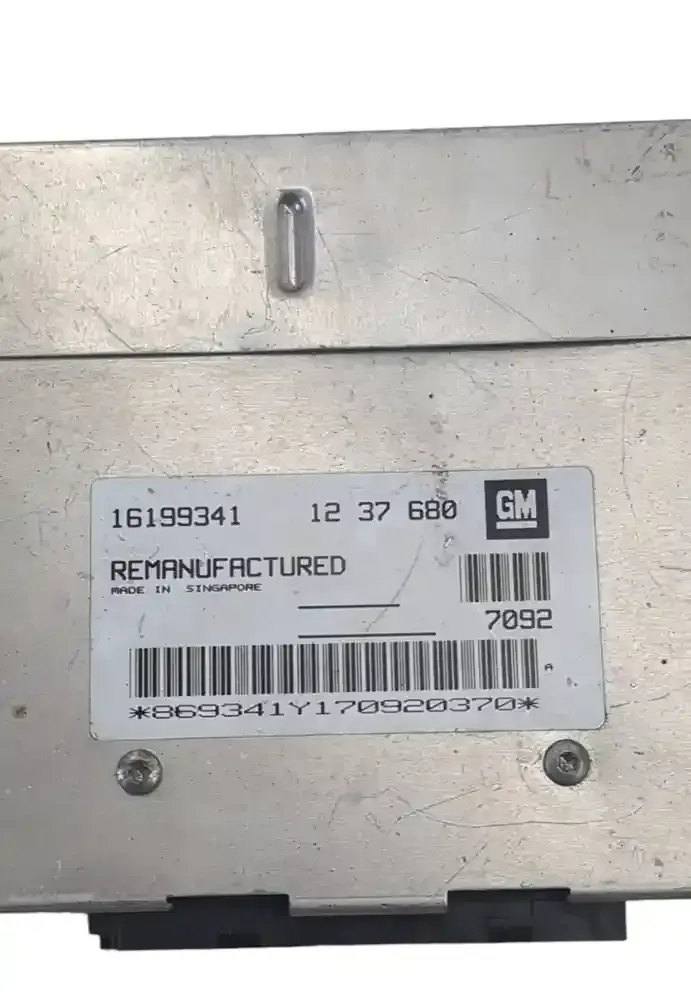 16199341 12 37 680 GM
REMANUFACTURED
MADE IN SINGAPORE
7092
A
*869341Y170920370*